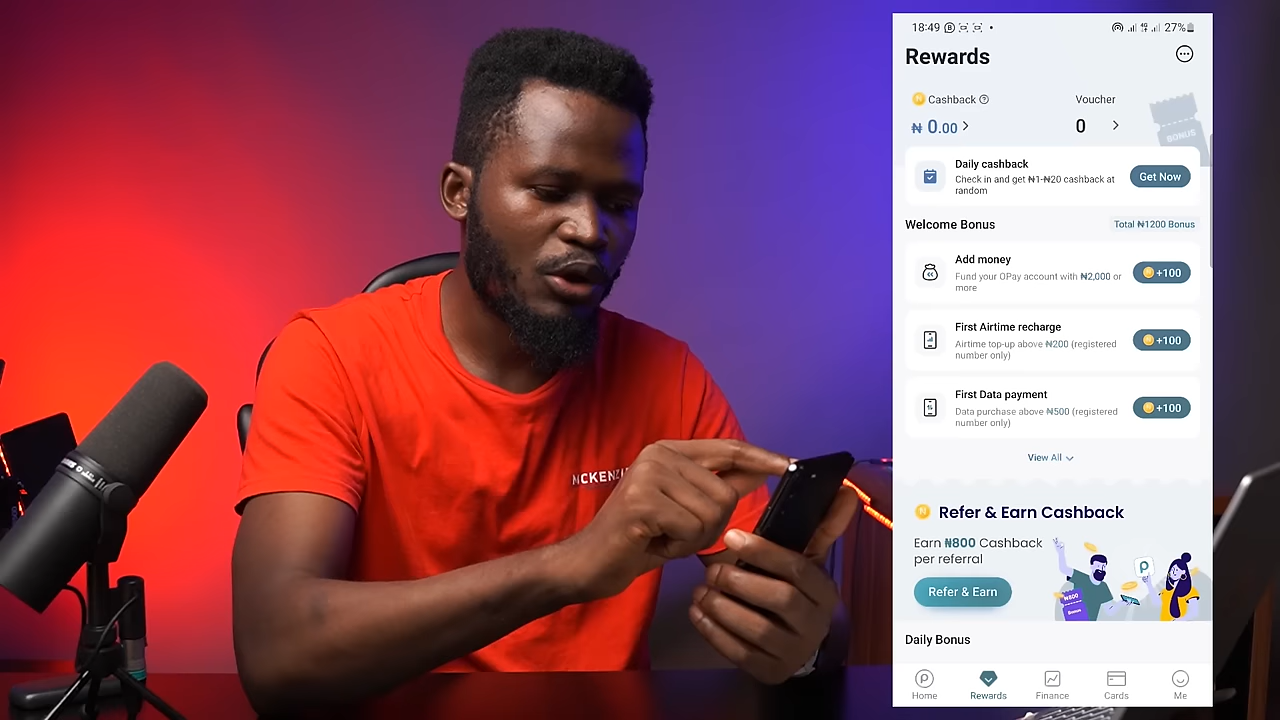 18:49
4G
27%
Rewards
Cashback
Voucher
₦ 0.00
0
BONUS
Daily cashback
Check in and get ₦1-₦20 cashback at
random
Get Now
Welcome Bonus
Total ₦1200 Bonus
Add money
Fund your OPay account with ₦2,000 or
more
+100
First Airtime recharge
Airtime top-up above ₦200 (registered
number only)
+100
First Data payment
Data purchase above ₦500 (registered
number only)
+100
View All
Refer & Earn Cashback
Earn ₦800 Cashback
per referral
Refer & Earn
₦800
Bonus
Daily Bonus
Home
Rewards
Finance
Cards
Me